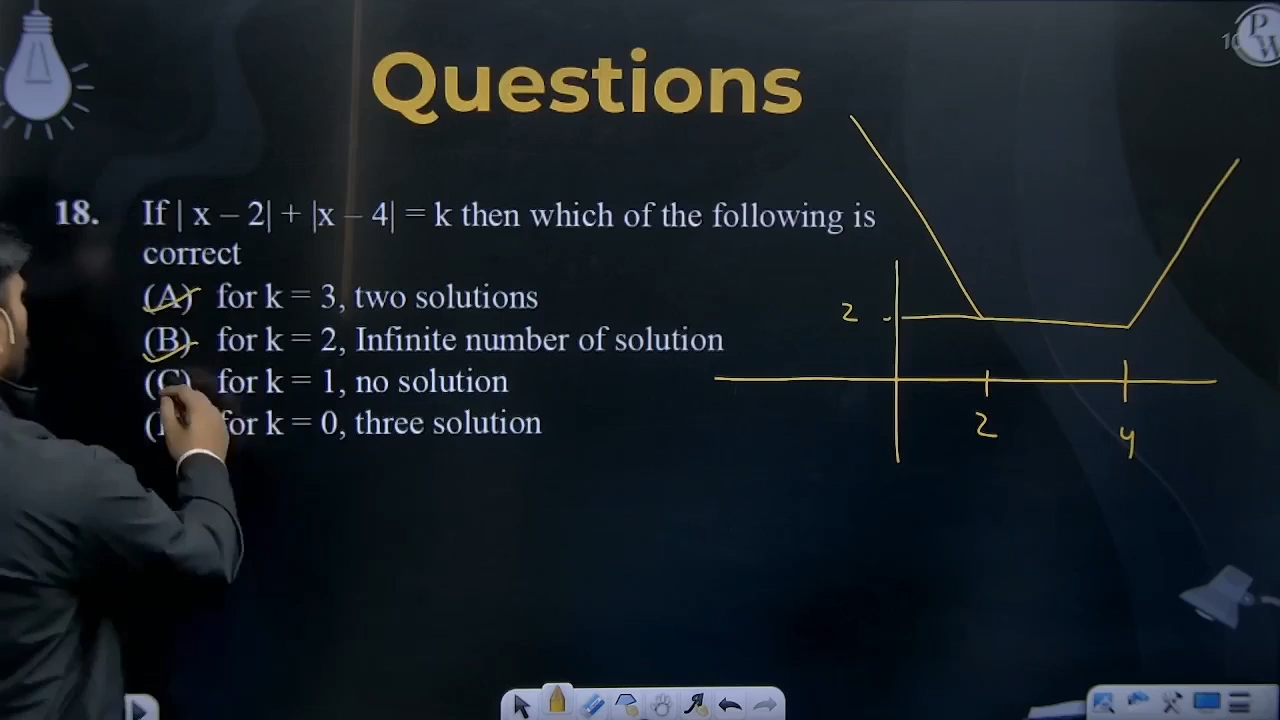 Questions
18. If | x – 2| + |x – 4| = k then which of the following is
correct
(A) for k = 3, two solutions
(B) for k = 2, Infinite number of solution
(C) for k = 1, no solution
( for k = 0, three solution
2
2
4
PW